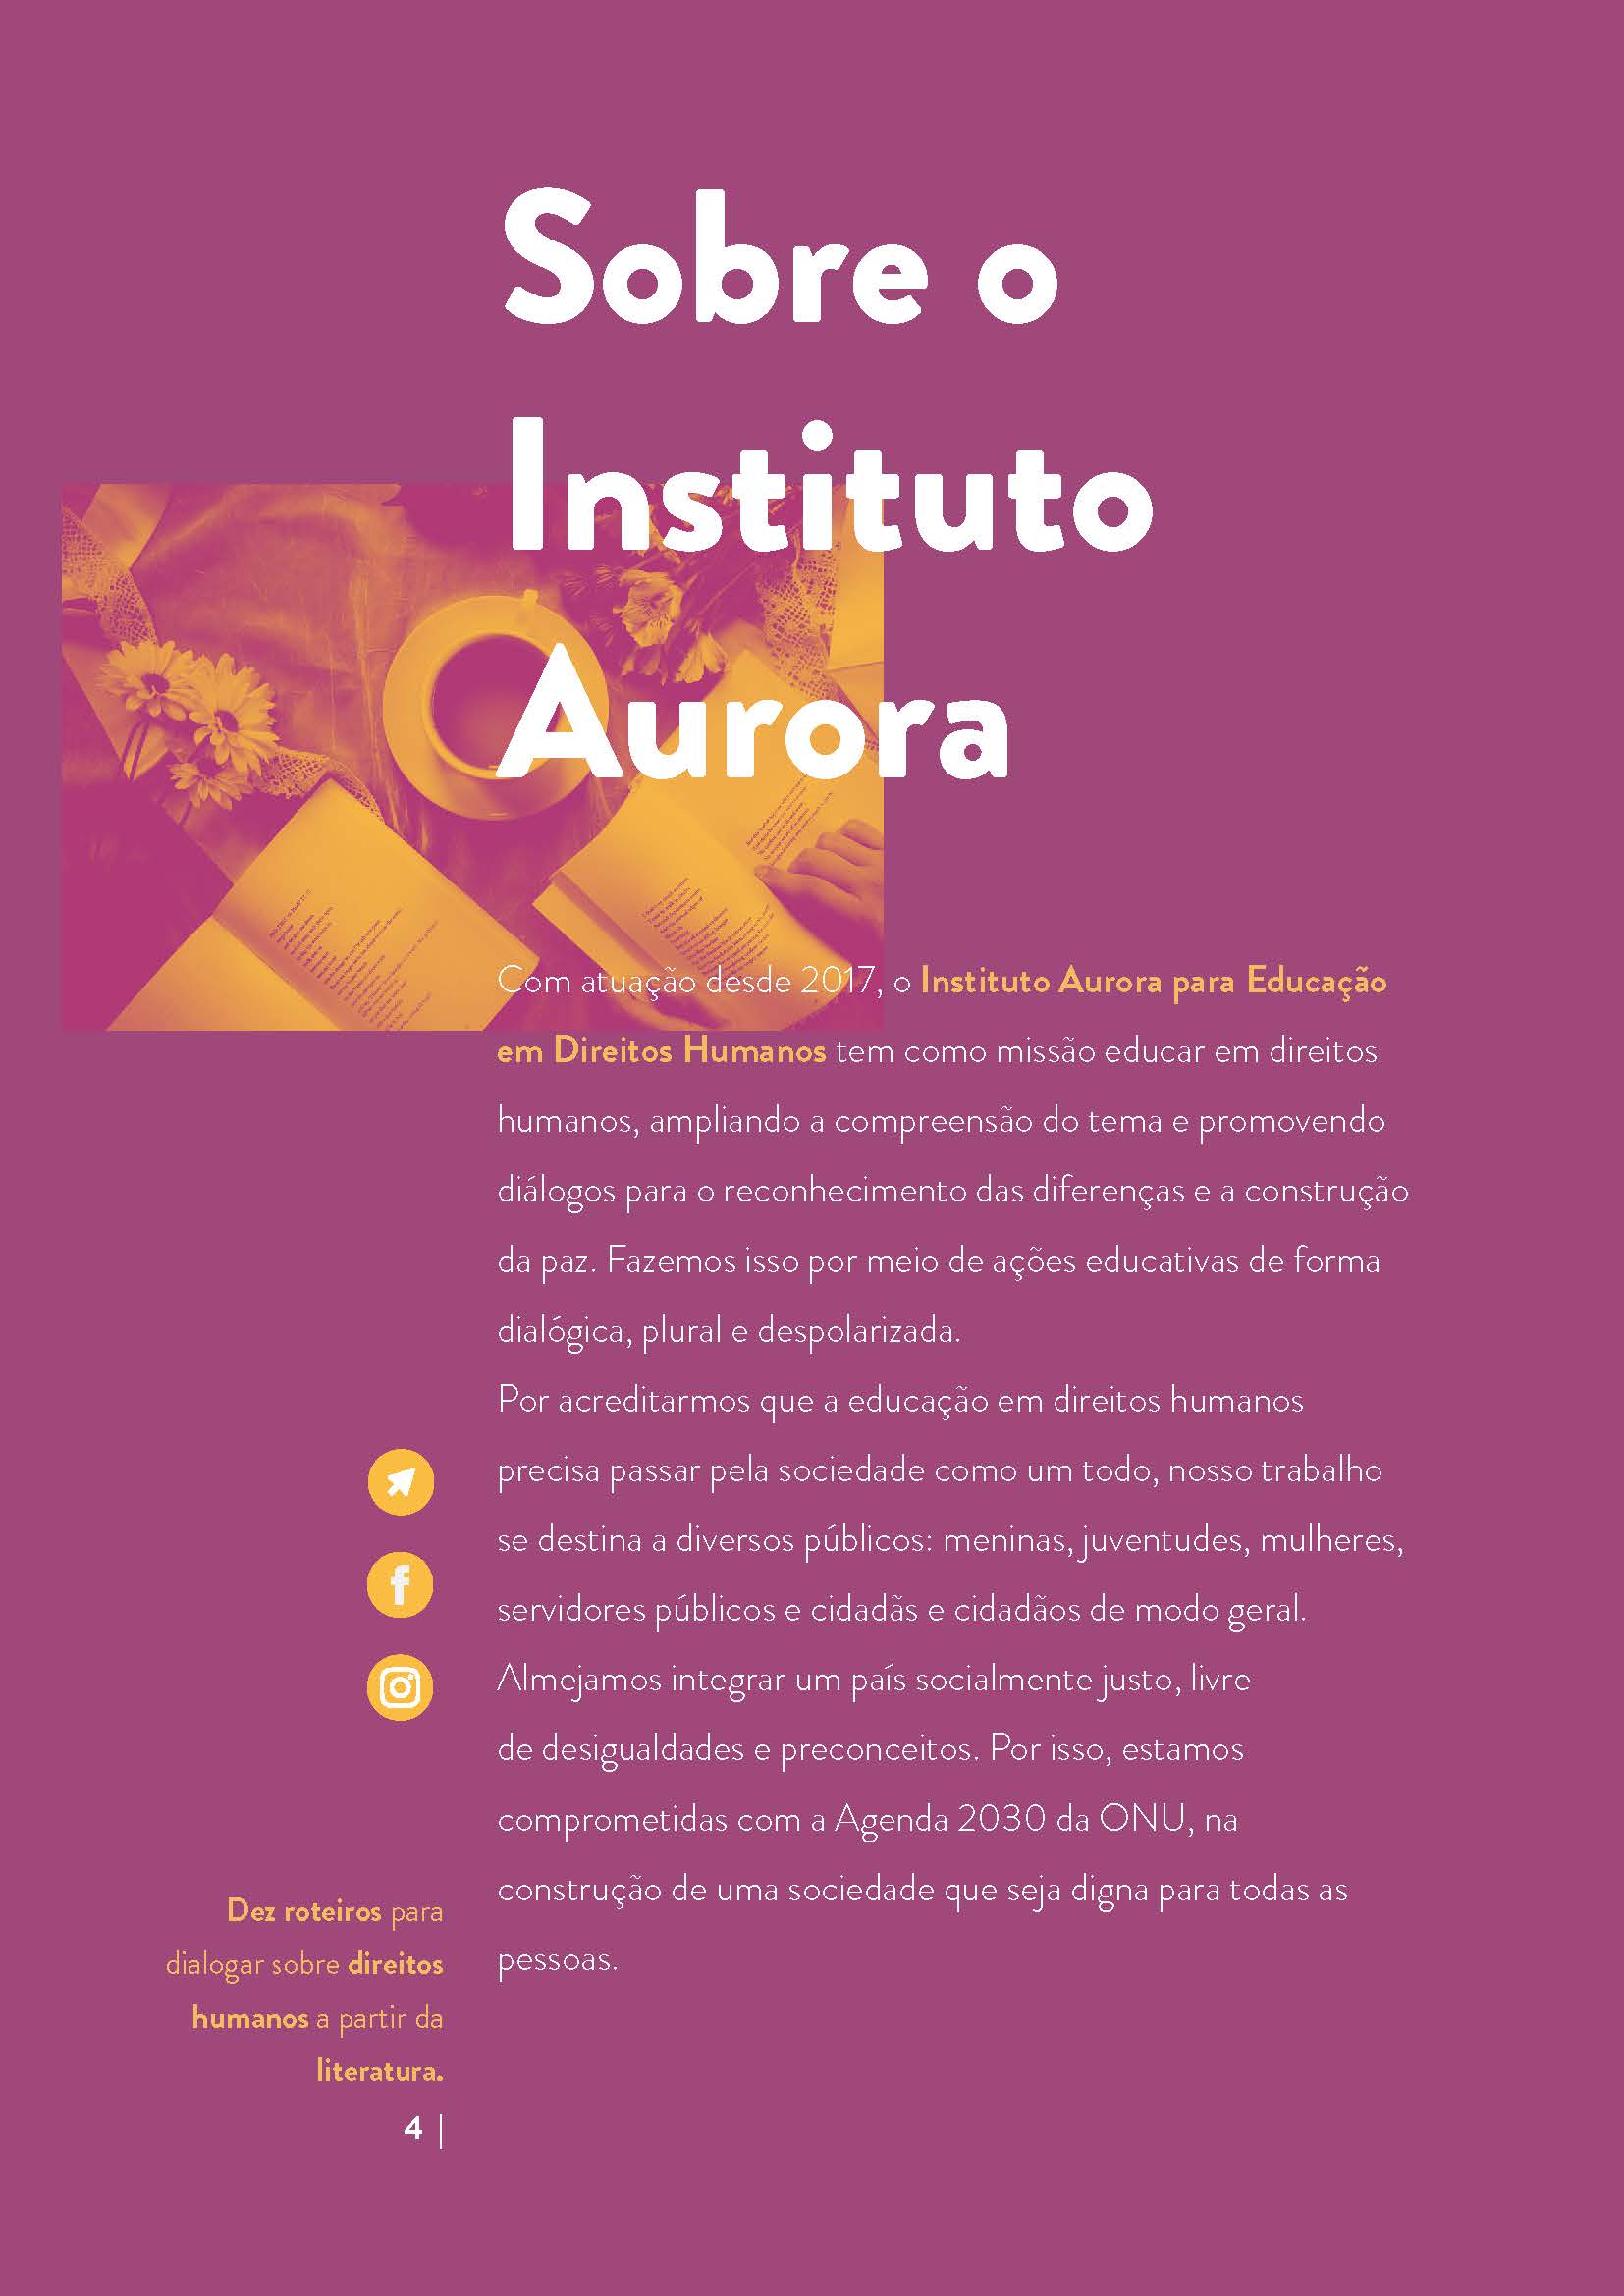 Sobre o
Instituto
Aurora
Com atuação desde 2017, o Instituto Aurora para Educação
em Direitos Humanos tem como missão educar em direitos
humanos, ampliando a compreensão do tema e promovendo
diálogos para o reconhecimento das diferenças e a construção
da paz. Fazemos isso por meio de ações educativas de forma
dialógica, plural e despolarizada.
Por acreditarmos que a educação em direitos humanos
precisa passar pela sociedade como um todo, nosso trabalho
se destina a diversos públicos: meninas, juventudes, mulheres,
servidores públicos e cidadãs e cidadãos de modo geral.
Almejamos integrar um país socialmente justo, livre
de desigualdades e preconceitos. Por isso, estamos
comprometidas com a Agenda 2030 da ONU, na
construção de uma sociedade que seja digna para todas as
pessoas.
Dez roteiros para
dialogar sobre direitos
humanos a partir da
literatura.
4 |